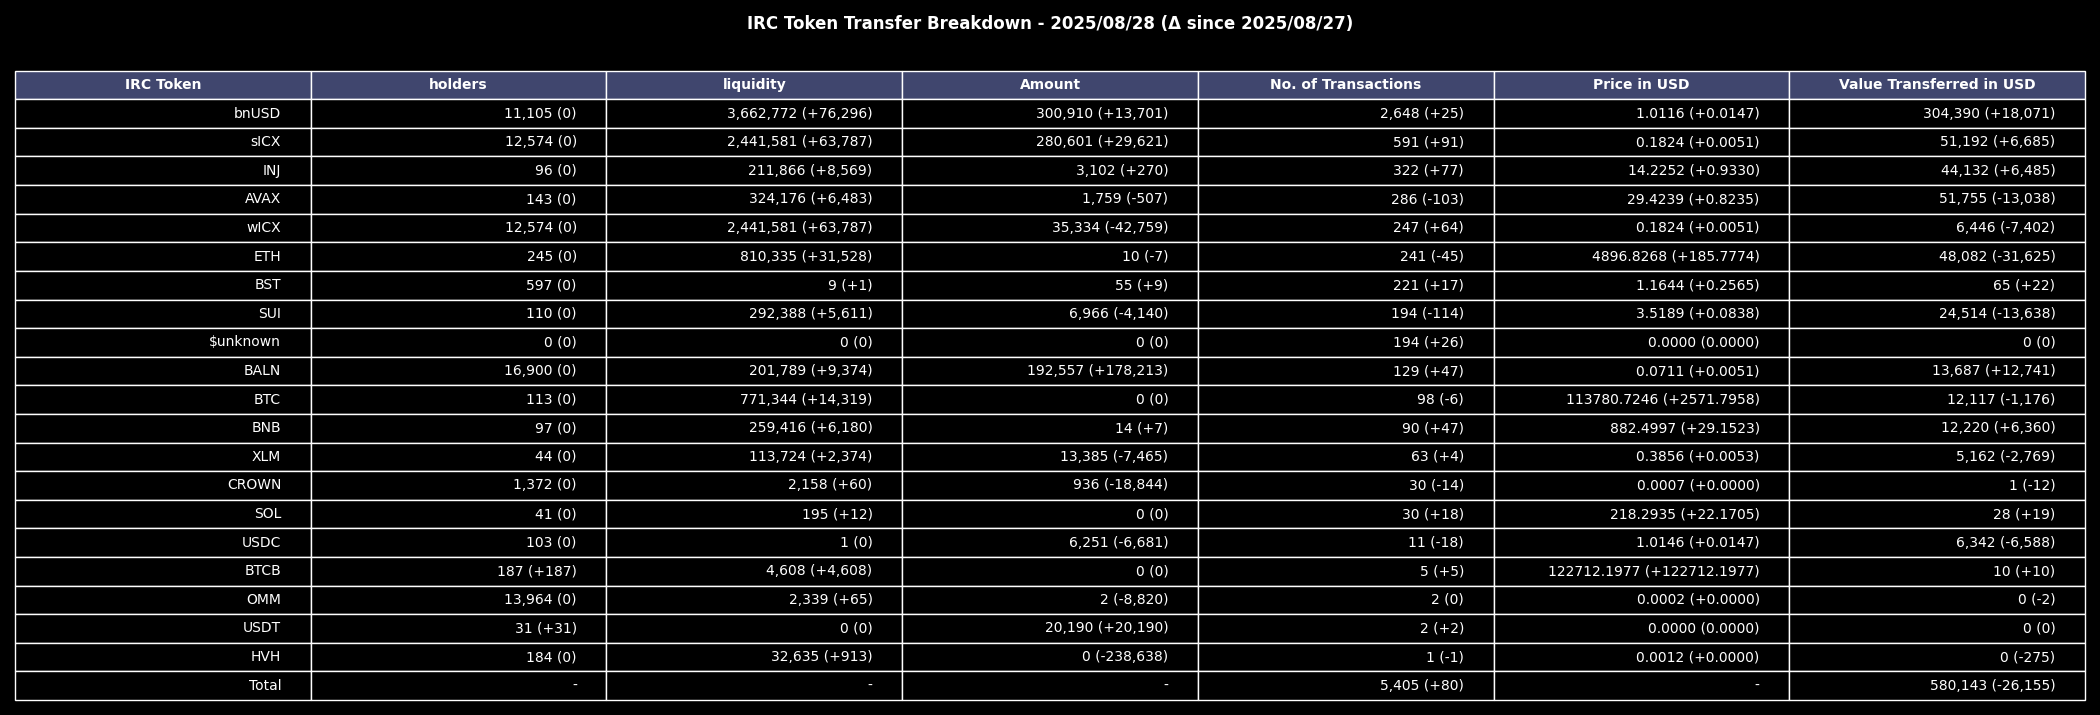 IRC Token Transfer Breakdown - 2025/08/28 (Δ since 2025/08/27)
IRC Token holders liquidity Amount No. of Transactions Price in USD Value Transferred in USD
bnUSD 11,105 (0) 3,662,772 (+76,296) 300,910 (+13,701) 2,648 (+25) 1.0116 (+0.0147) 304,390 (+18,071)
sICX 12,574 (0) 2,441,581 (+63,787) 280,601 (+29,621) 591 (+91) 0.1824 (+0.0051) 51,192 (+6,685)
INJ 96 (0) 211,866 (+8,569) 3,102 (+270) 322 (+77) 14.2252 (+0.9330) 44,132 (+6,485)
AVAX 143 (0) 324,176 (+6,483) 1,759 (-507) 286 (-103) 29.4239 (+0.8235) 51,755 (-13,038)
wICX 12,574 (0) 2,441,581 (+63,787) 35,334 (-42,759) 247 (+64) 0.1824 (+0.0051) 6,446 (-7,402)
ETH 245 (0) 810,335 (+31,528) 10 (-7) 241 (-45) 4896.8268 (+185.7774) 48,082 (-31,625)
BST 597 (0) 9 (+1) 55 (+9) 221 (+17) 1.1644 (+0.2565) 65 (+22)
SUI 110 (0) 292,388 (+5,611) 6,966 (-4,140) 194 (-114) 3.5189 (+0.0838) 24,514 (-13,638)
$unknown 0 (0) 0 (0) 0 (0) 194 (+26) 0.0000 (0.0000) 0 (0)
BALN 16,900 (0) 201,789 (+9,374) 192,557 (+178,213) 129 (+47) 0.0711 (+0.0051) 13,687 (+12,741)
BTC 113 (0) 771,344 (+14,319) 0 (0) 98 (-6) 113780.7246 (+2571.7958) 12,117 (-1,176)
BNB 97 (0) 259,416 (+6,180) 14 (+7) 90 (+47) 882.4997 (+29.1523) 12,220 (+6,360)
XLM 44 (0) 113,724 (+2,374) 13,385 (-7,465) 63 (+4) 0.3856 (+0.0053) 5,162 (-2,769)
CROWN 1,372 (0) 2,158 (+60) 936 (-18,844) 30 (-14) 0.0007 (+0.0000) 1 (-12)
SOL 41 (0) 195 (+12) 0 (0) 30 (+18) 218.2935 (+22.1705) 28 (+19)
USDC 103 (0) 1 (0) 6,251 (-6,681) 11 (-18) 1.0146 (+0.0147) 6,342 (-6,588)
BTCB 187 (+187) 4,608 (+4,608) 0 (0) 5 (+5) 122712.1977 (+122712.1977) 10 (+10)
OMM 13,964 (0) 2,339 (+65) 2 (-8,820) 2 (0) 0.0002 (+0.0000) 0 (-2)
USDT 31 (+31) 0 (0) 20,190 (+20,190) 2 (+2) 0.0000 (0.0000) 0 (0)
HVH 184 (0) 32,635 (+913) 0 (-238,638) 1 (-1) 0.0012 (+0.0000) 0 (-275)
Total - - - 5,405 (+80) - 580,143 (-26,155)